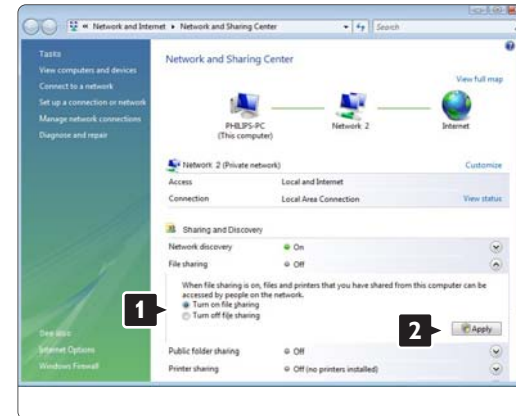 « Network and Internet ▸ Network and Sharing Center
Search
Tasks
View computers and devices
Connect to a network
Set up a connection or network
Manage network connections
Diagnose and repair
See also
Internet Options
Windows Firewall
Network and Sharing Center
View full map
PHILIPS-PC
(This computer)
Network 2
Internet
Network 2 (Private network)
Customize
Access Local and Internet
Connection Local Area Connection View status
Sharing and Discovery
Network discovery On
File sharing Off
When file sharing is on, files and printers that you have shared from this computer can be
accessed by people on the network.
1
Turn on file sharing
Turn off file sharing
2
Apply
Public folder sharing Off
Printer sharing Off (no printers installed)